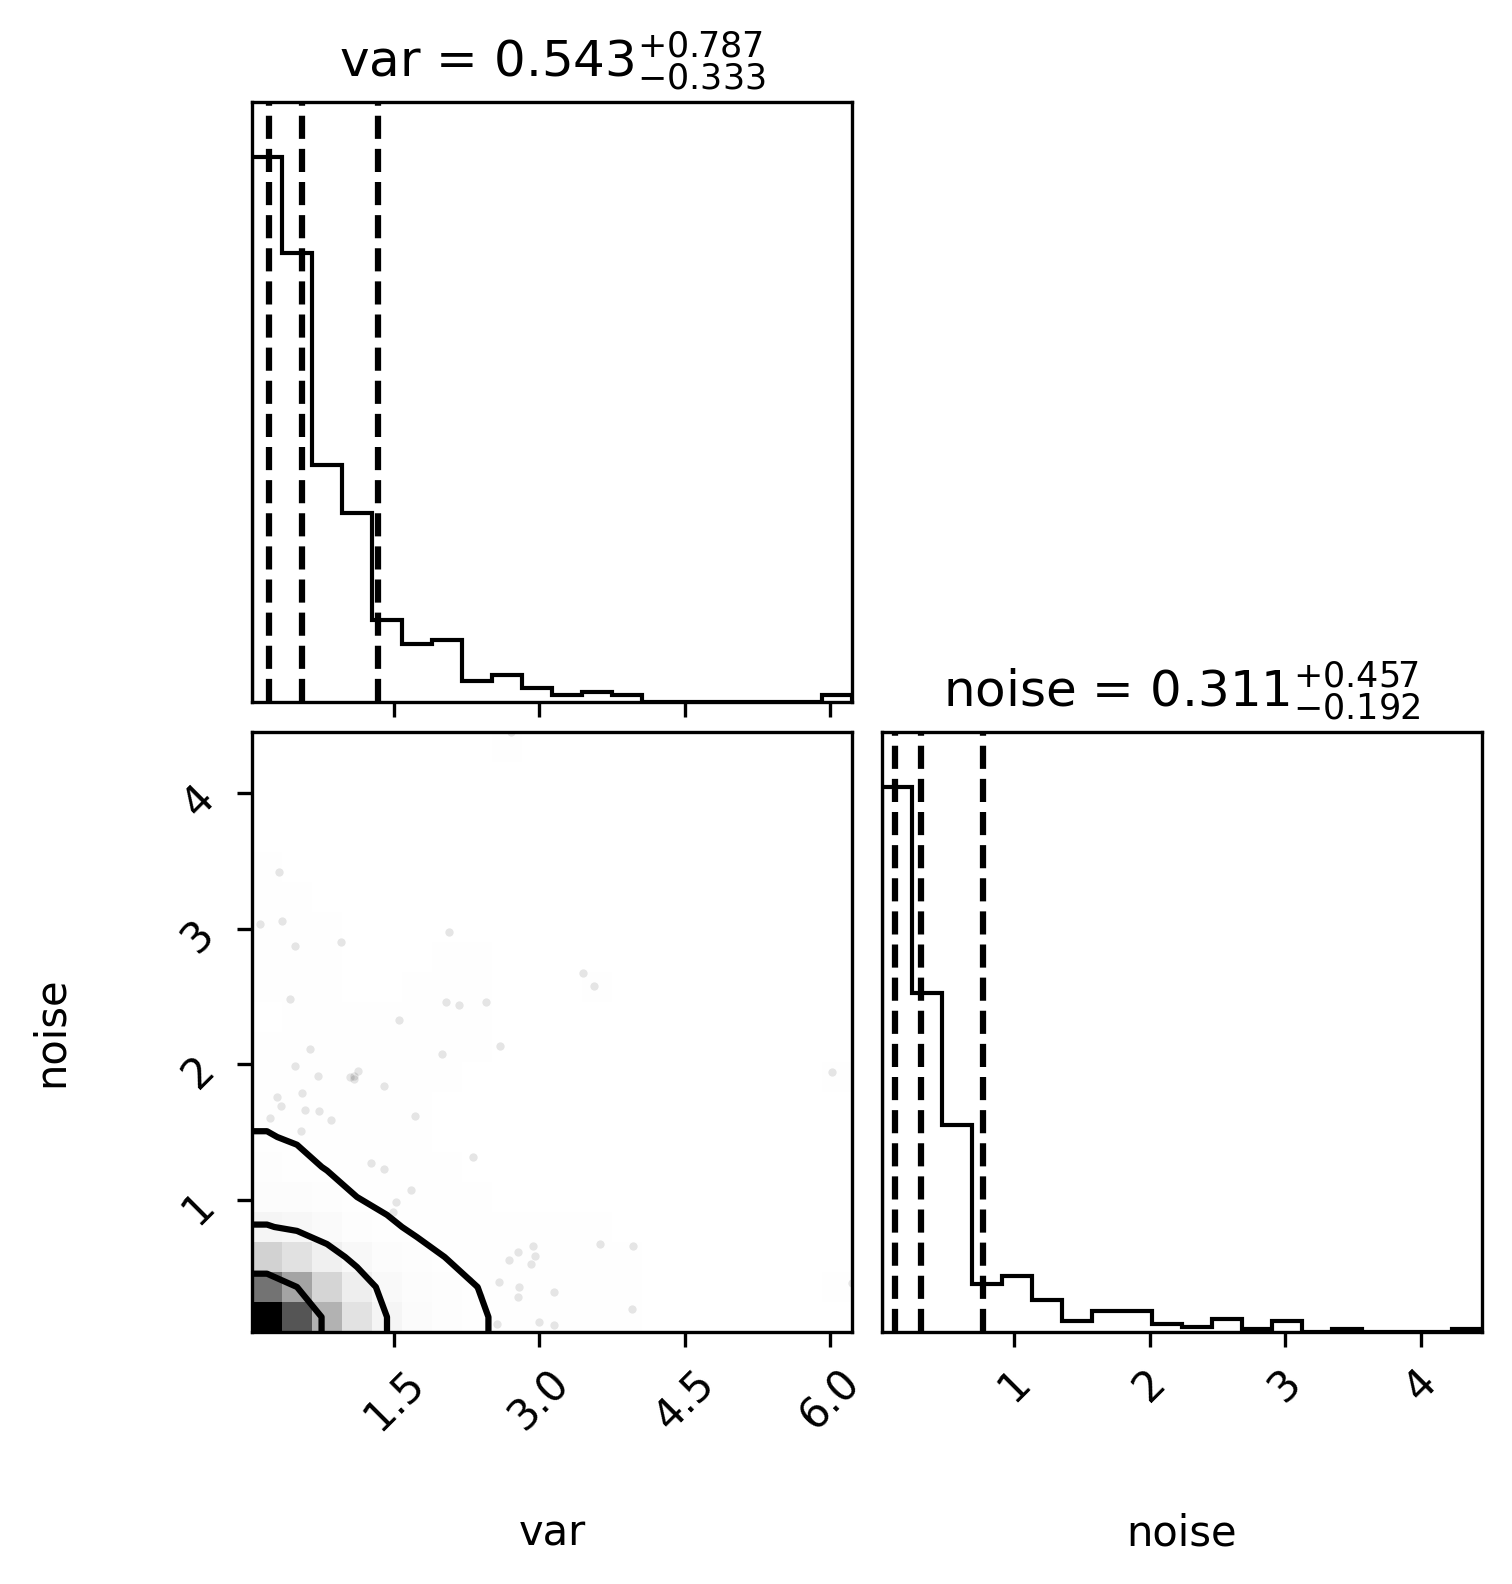 var = 0.543+0.787−0.333
noise = 0.311+0.457−0.192
4
3
2
1
noise
1.5 3.0 4.5 6.0
1 2 3 4
var
noise